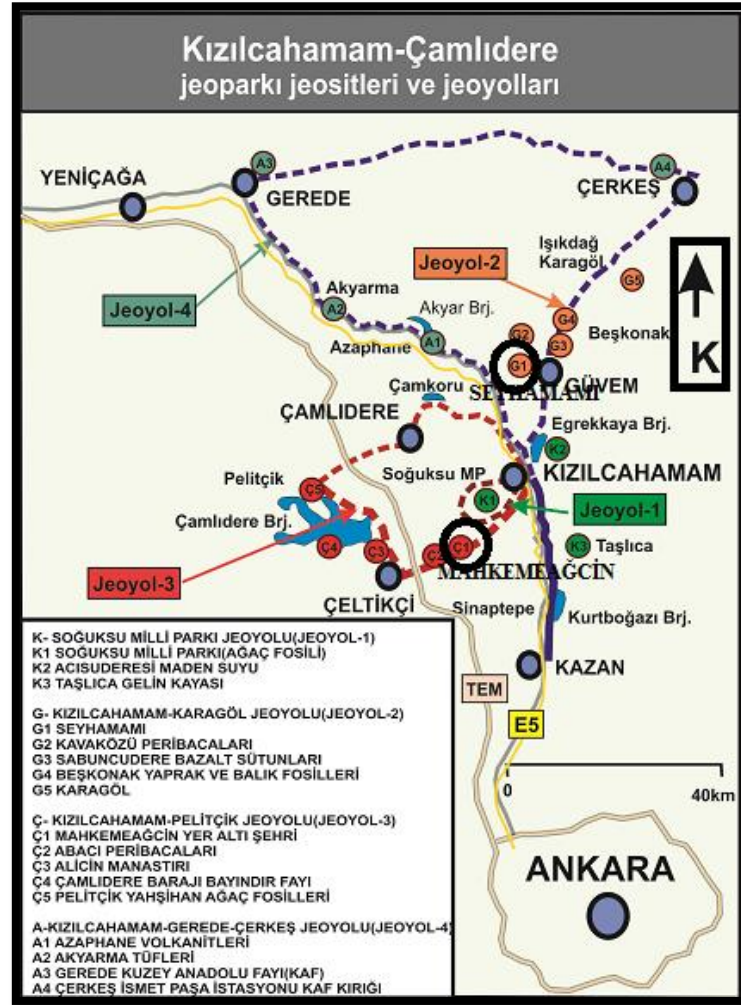 Kızılcahamam-Çamlıdere
jeoparkı jeositleri ve jeoyolları
A3
A4
YENİÇAĞA
GEREDE
ÇERKEŞ
Işıkdağ
Karagöl
Jeoyol-2
G5
Jeoyol-4
Akyarma
A2
Akyar Brj.
G4
G2
Beşkonak
G3
Azaphane
A1
G1
K
SEYHAMAMI
GÜVEM
Çamkoru
ÇAMLIDERE
Egrekkaya Brj.
K2
Soğuksu MP
KIZILCAHAMAM
Pelitçik
Ç5
K1
Jeoyol-1
Çamlıdere Brj.
Ç4
Ç3
Ç2
Ç1
K3
Taşlıca
MAHKEMEAĞCİN
Jeoyol-3
ÇELTİKÇİ
Sinaptepe
Kurtboğazı Brj.
KAZAN
TEM
E5
0
40km
ANKARA
K- SOĞUKSU MİLLİ PARKI JEOYOLU(JEOYOL-1)
K1 SOĞUKSU MİLLİ PARKI(AĞAÇ FOSİLİ)
K2 ACISUDERESİ MADEN SUYU
K3 TAŞLICA GELİN KAYASI
G- KIZILCAHAMAM-KARAGÖL JEOYOLU(JEOYOL-2)
G1 SEYHAMAMI
G2 KAVAKÖZÜ PERİBACALARI
G3 SABUNCUDERE BAZALT SÜTUNLARI
G4 BEŞKONAK YAPRAK VE BALIK FOSİLLERİ
G5 KARAGÖL
Ç- KIZILCAHAMAM-PELİTÇİK JEOYOLU(JEOYOL-3)
Ç1 MAHKEMEAĞCİN YER ALTI ŞEHRİ
Ç2 ABACI PERİBACALARI
Ç3 ALİCİN MANASTIRI
Ç4 ÇAMLIDERE BARAJI BAYINDIR FAYI
Ç5 PELİTÇİK YAHŞİHAN AĞAÇ FOSİLLERİ
A-KIZILCAHAMAM-GEREDE-ÇERKEŞ JEOYOLU(JEOYOL-4)
A1 AZAPHANE VOLKANİTLERİ
A2 AKYARMA TÜFLERİ
A3 GEREDE KUZEY ANADOLU FAYI(KAF)
A4 ÇERKEŞ İSMET PAŞA İSTASYONU KAF KIRIĞI